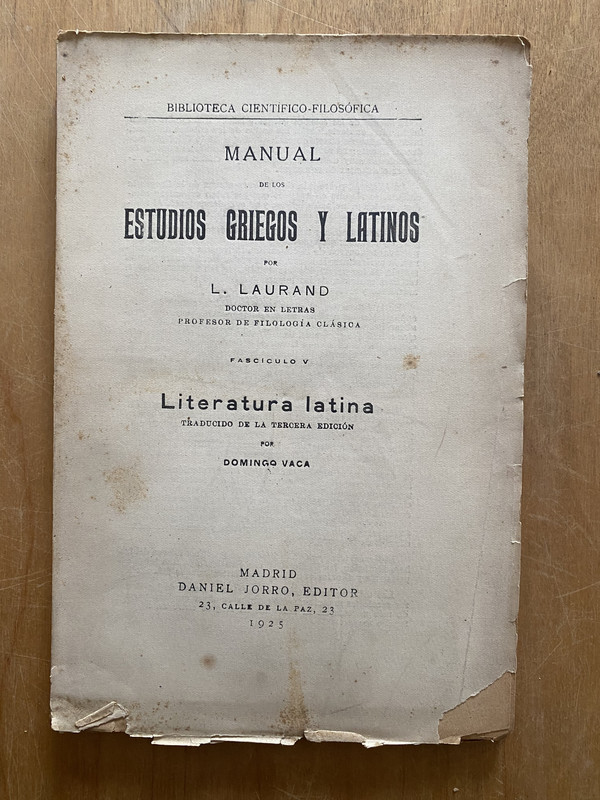 BIBLIOTECA CIENTÍFICO-FILOSÓFICA
MANUAL
DE LOS
ESTUDIOS GRIEGOS Y LATINOS
POR
L. LAURAND
DOCTOR EN LETRAS
PROFESOR DE FILOLOGÍA CLÁSICA
FASCÍCULO V
Literatura latina
TRADUCIDO DE LA TERCERA EDICIÓN
POR
DOMINGO VACA
MADRID
DANIEL JORRO, EDITOR
23, CALLE DE LA PAZ, 23
1925